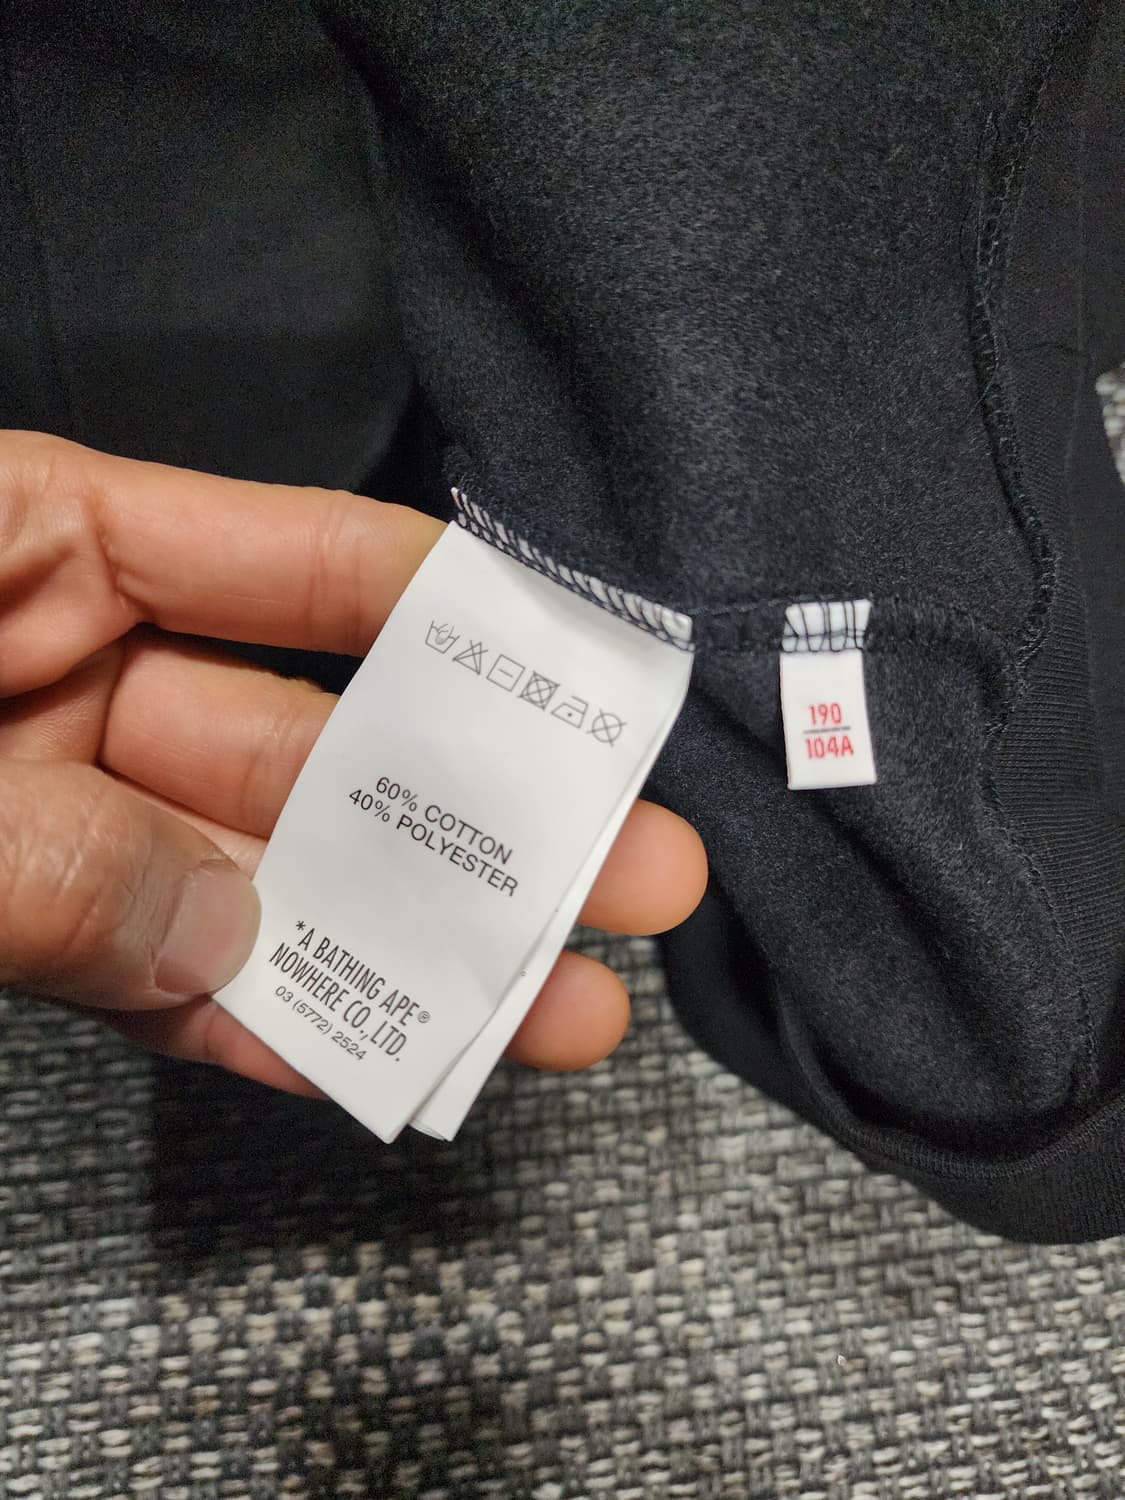 60% COTTON
40% POLYESTER
*A BATHING APE®
NOWHERE CO., LTD.
03 (5772) 2524
190
104A